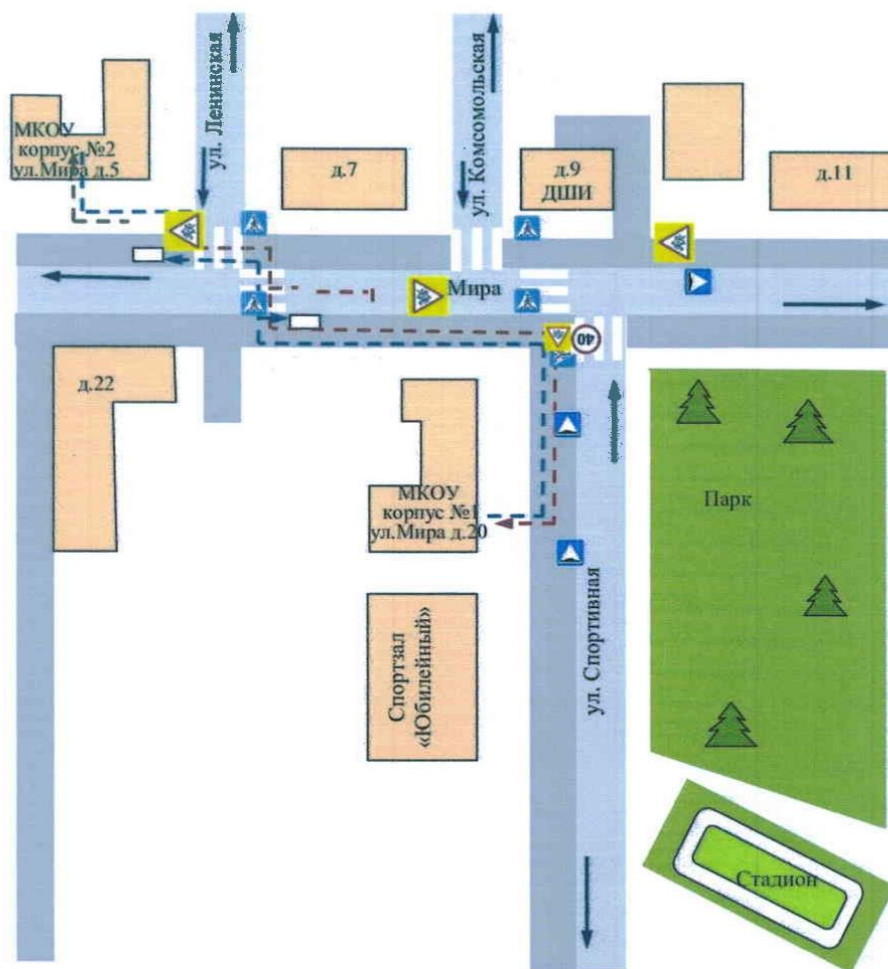 ул. Ленинская
ул. Комсомольская
МКОУ
корпус №2
ул.Мира д.5
д.7
д.9
ДШИ
д.11
Мира
40
д.22
МКОУ
корпус №1
ул.Мира д.20
Парк
Спортзал
«Юбилейный»
ул. Спортивная
Стадион